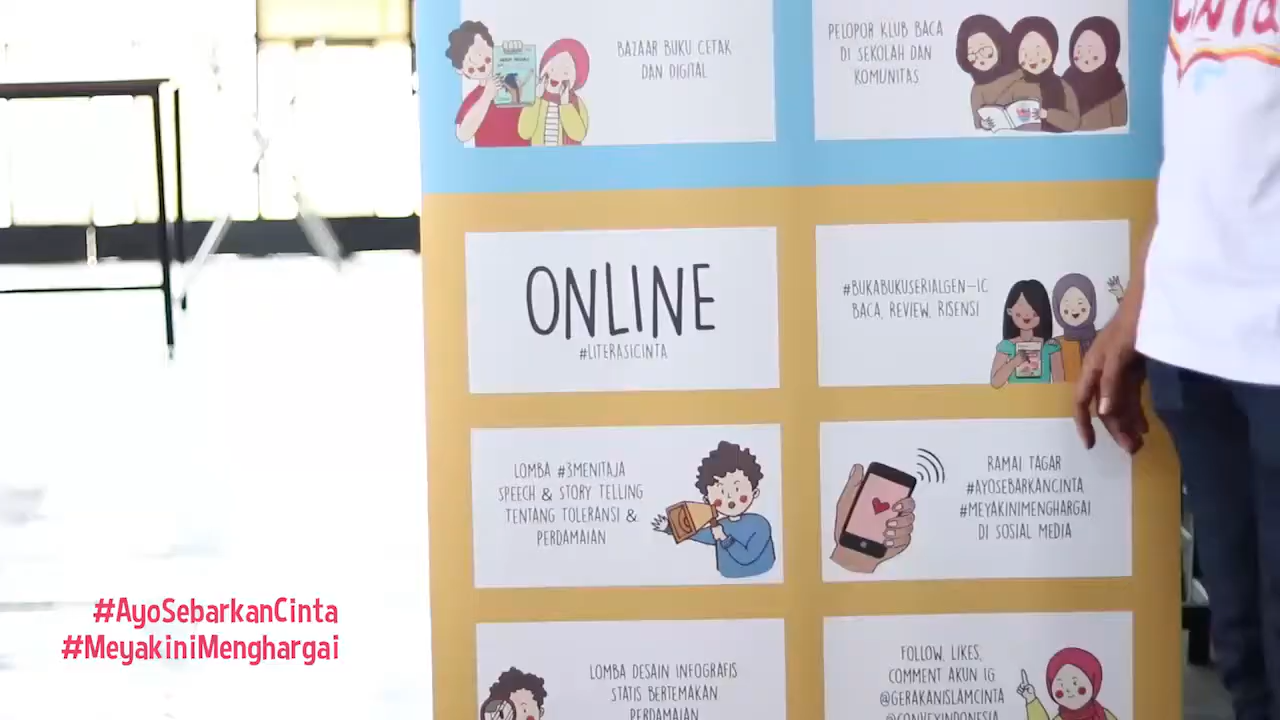 BAZAAR BUKU CETAK
DAN DIGITAL
PELOPOR KLUB BACA
DI SEKOLAH DAN
KOMUNITAS
ONLINE
#LITERASICINTA
#BUKABUKUSERIALGEN-IC
BACA, REVIEW, RISENSI
LOMBA #3MENITAJA
SPEECH & STORY TELLING
TENTANG TOLERANSI &
PERDAMAIAN
RAMAI TAGAR
#AYOSEBARKANCINTA
#MEYAKINIMENGHARGAI
DI SOSIAL MEDIA
LOMBA DESAIN INFOGRAFIS
STATIS BERTEMAKAN
PERDAMAIAN
FOLLOW, LIKES,
COMMENT AKUN IG
@GERAKANISLAMCINTA
@CONVEYINDONESIA
#AyoSebarkanCinta
#MeyakiniMenghargai